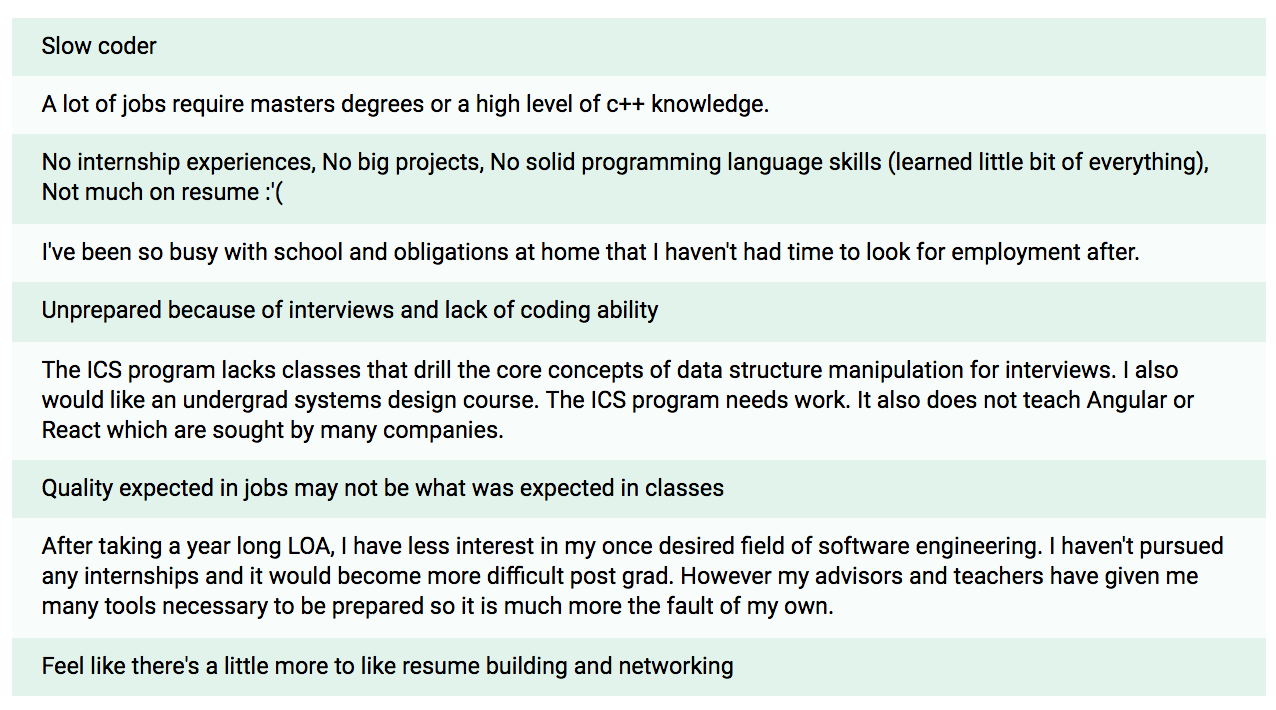 Slow coder
A lot of jobs require masters degrees or a high level of c++ knowledge.
No internship experiences, No big projects, No solid programming language skills (learned little bit of everything),
Not much on resume :'(
I've been so busy with school and obligations at home that I haven't had time to look for employment after.
Unprepared because of interviews and lack of coding ability
The ICS program lacks classes that drill the core concepts of data structure manipulation for interviews. I also
would like an undergrad systems design course. The ICS program needs work. It also does not teach Angular or
React which are sought by many companies.
Quality expected in jobs may not be what was expected in classes
After taking a year long LOA, I have less interest in my once desired field of software engineering. I haven't pursued
any internships and it would become more difficult post grad. However my advisors and teachers have given me
many tools necessary to be prepared so it is much more the fault of my own.
Feel like there's a little more to like resume building and networking